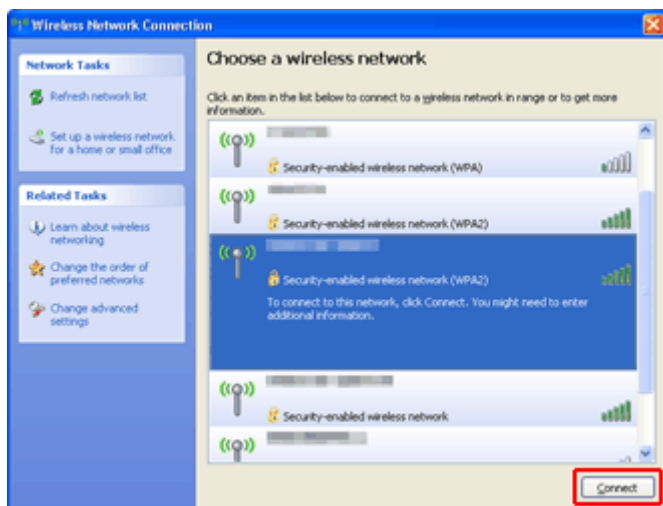 Wireless Network Connection
Network Tasks
Refresh network list
Set up a wireless network
for a home or small office
Related Tasks
Learn about wireless
networking
Change the order of
preferred networks
Change advanced
settings
Choose a wireless network
Click an item in the list below to connect to a wireless network in range or to get more
information.
Security-enabled wireless network (WPA)
Security-enabled wireless network (WPA2)
Security-enabled wireless network (WPA2)
To connect to this network, click Connect. You might need to enter
additional information.
Security-enabled wireless network
Connect